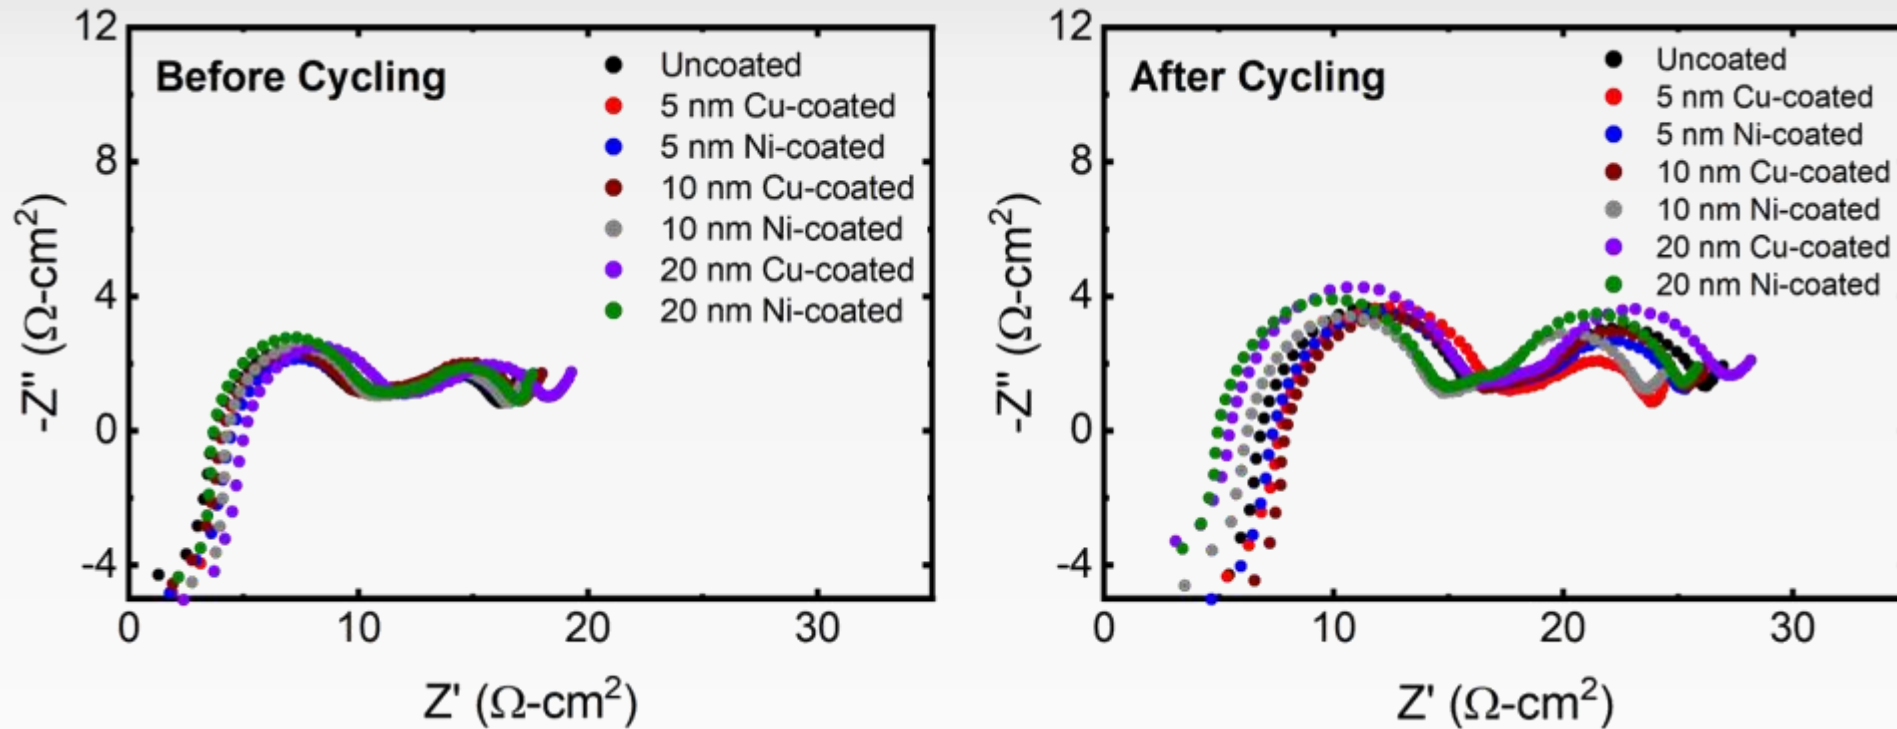 Before Cycling
Uncoated
5 nm Cu-coated
5 nm Ni-coated
10 nm Cu-coated
10 nm Ni-coated
20 nm Cu-coated
20 nm Ni-coated
12
8
4
0
-4
0 10 20 30
-Z" (Ω-cm²)
Z' (Ω-cm²)
After Cycling
Uncoated
5 nm Cu-coated
5 nm Ni-coated
10 nm Cu-coated
10 nm Ni-coated
20 nm Cu-coated
20 nm Ni-coated
12
8
4
0
-4
0 10 20 30
-Z" (Ω-cm²)
Z' (Ω-cm²)